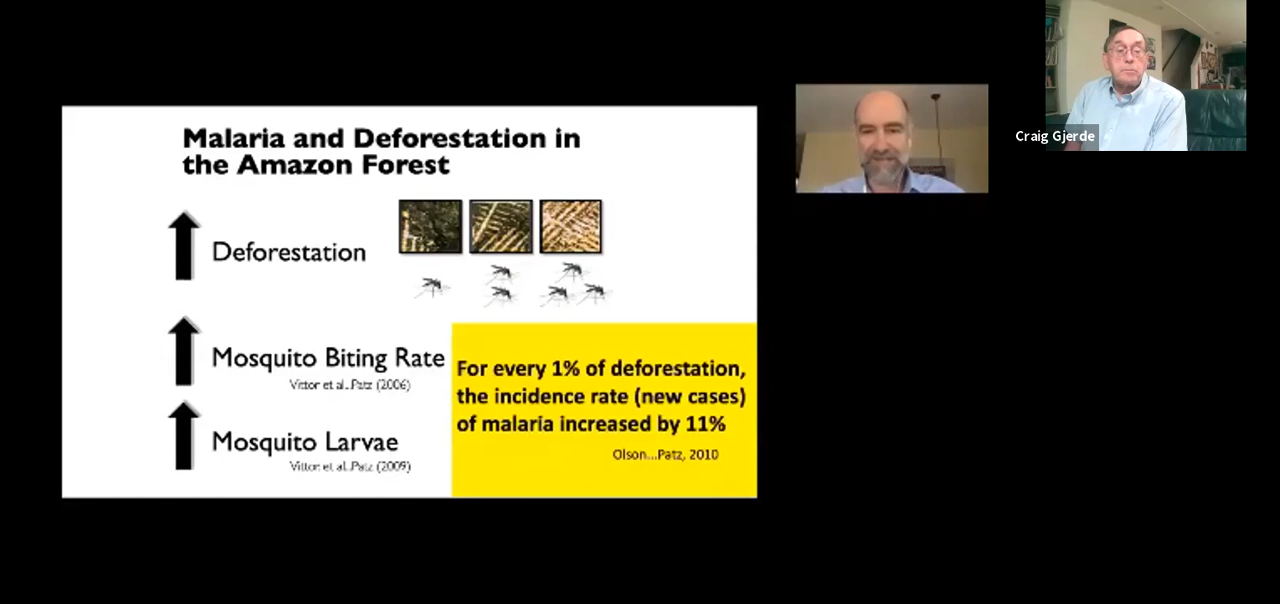 Malaria and Deforestation in
the Amazon Forest
Deforestation
Mosquito Biting Rate
Vittor et al..Patz (2006)
Mosquito Larvae
Vittor et al..Patz (2009)
For every 1% of deforestation,
the incidence rate (new cases)
of malaria increased by 11%
Olson...Patz, 2010
Craig Gjerde